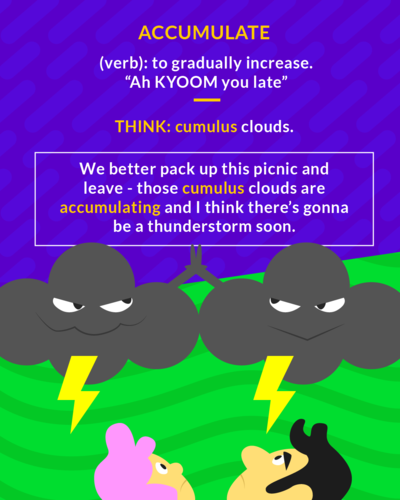 ACCUMULATE
(verb): to gradually increase.
“Ah KYOOM you late”
THINK: cumulus clouds.
We better pack up this picnic and
leave - those cumulus clouds are
accumulating and I think there’s gonna
be a thunderstorm soon.